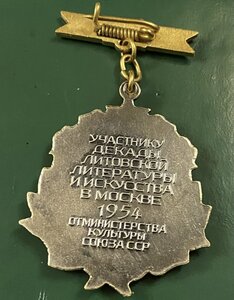 УЧАСТНИКУ
ДЕКАДЫ
ЛИТОВСКОЙ
ЛИТЕРАТУРЫ
И ИСКУССТВА
В МОСКВЕ
1954
ОТ МИНИСТЕРСТВА
КУЛЬТУРЫ
СОЮЗА ССР